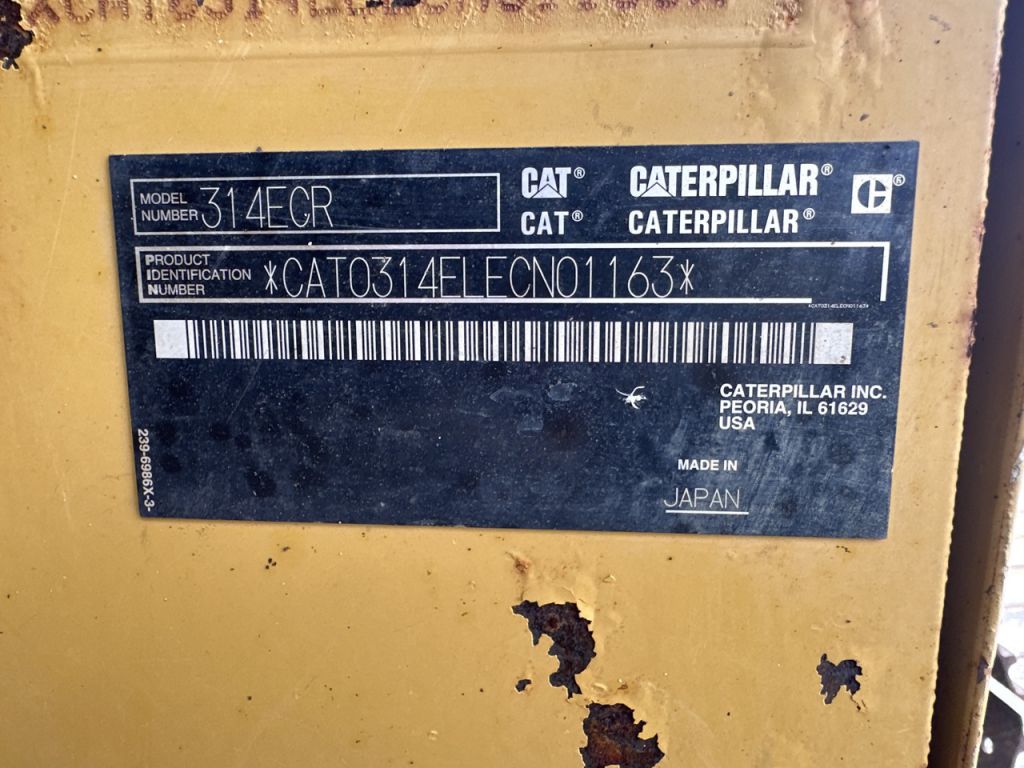 MODEL NUMBER 314ECR
CAT® CATERPILLAR®
CAT® CATERPILLAR®
PRODUCT IDENTIFICATION NUMBER *CAT0314ELECN01163*
*CAT0314ELECN01163*
CATERPILLAR INC.
PEORIA, IL 61629
USA
MADE IN
JAPAN
239-6986X-3-